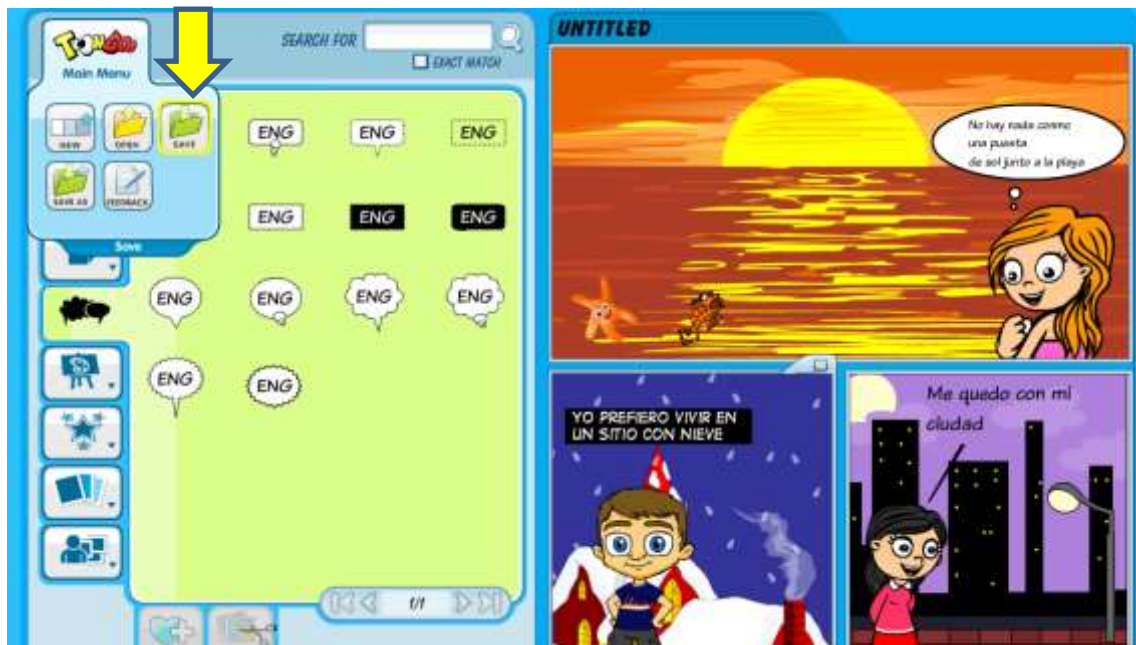 TOONDOO
Main Menu
SEARCH FOR
EXACT MATCH
NEW
OPEN
SAVE
SAVE AS
FEEDBACK
Save
ENG
ENG
ENG
ENG
ENG
ENG
ENG
ENG
ENG
ENG
ENG
ENG
1/1
UNTITLED
No hay nada como
una puesta
de sol junto a la playa
YO PREFIERO VIVIR EN
UN SITIO CON NIEVE
Me quedo con mi
ciudad